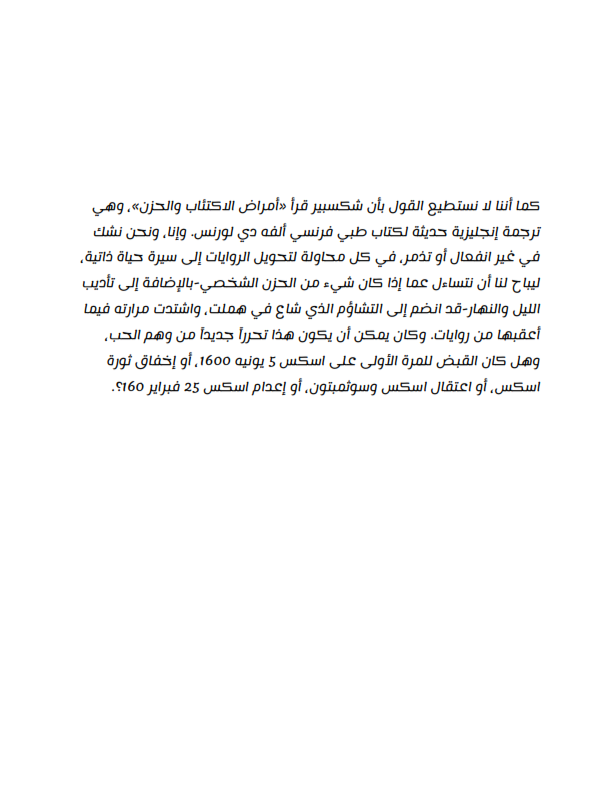 كما أننا لا نستطيع القول بأن شكسبير قرأ «أمراض الاكتئاب والحزن»، وهي
ترجمة إنجليزية حديثة لكتاب طبي فرنسي ألفه دي لورنس. وإنا، ونحن نشك
في غير انفعال أو تذمر، في كل محاولة لتحويل الروايات إلى سيرة حياة ذاتية،
ليباح لنا أن نتساءل عما إذا كان شيء من الحزن الشخصي-بالإضافة إلى تأديب
الليل والنهار-قد انضم إلى التشاؤم الذي شاع في هملت، واشتدت مرارته فيما
أعقبها من روايات. وكان يمكن أن يكون هذا تحرراً جديداً من وهم الحب،
وهل كان القبض للمرة الأولى على اسكس 5 يونيه 1600، أو إخفاق ثورة
اسكس، أو اعتقال اسكس وسوثمبتون، أو إعدام اسكس 25 فبراير 160؟.